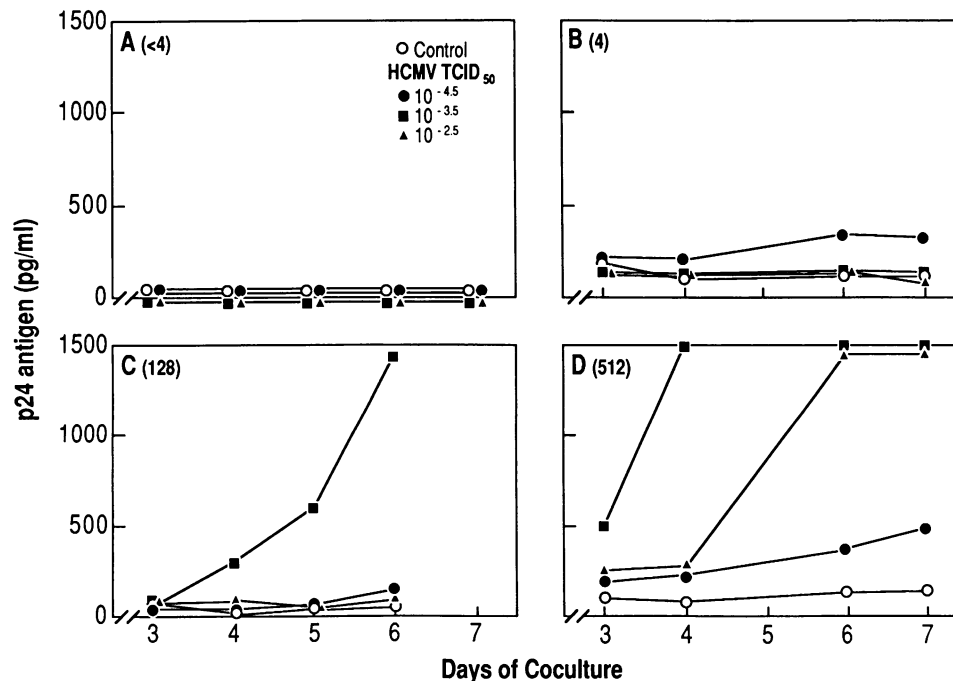 p24 antigen (pg/ml)
A (<4)
Control
HCMV TCID50
10 -4.5
10 -3.5
10 -2.5
1500
1000
500
0
B (4)
C (128)
1500
1000
500
0
3 4 5 6 7
D (512)
3 4 5 6 7
Days of Coculture